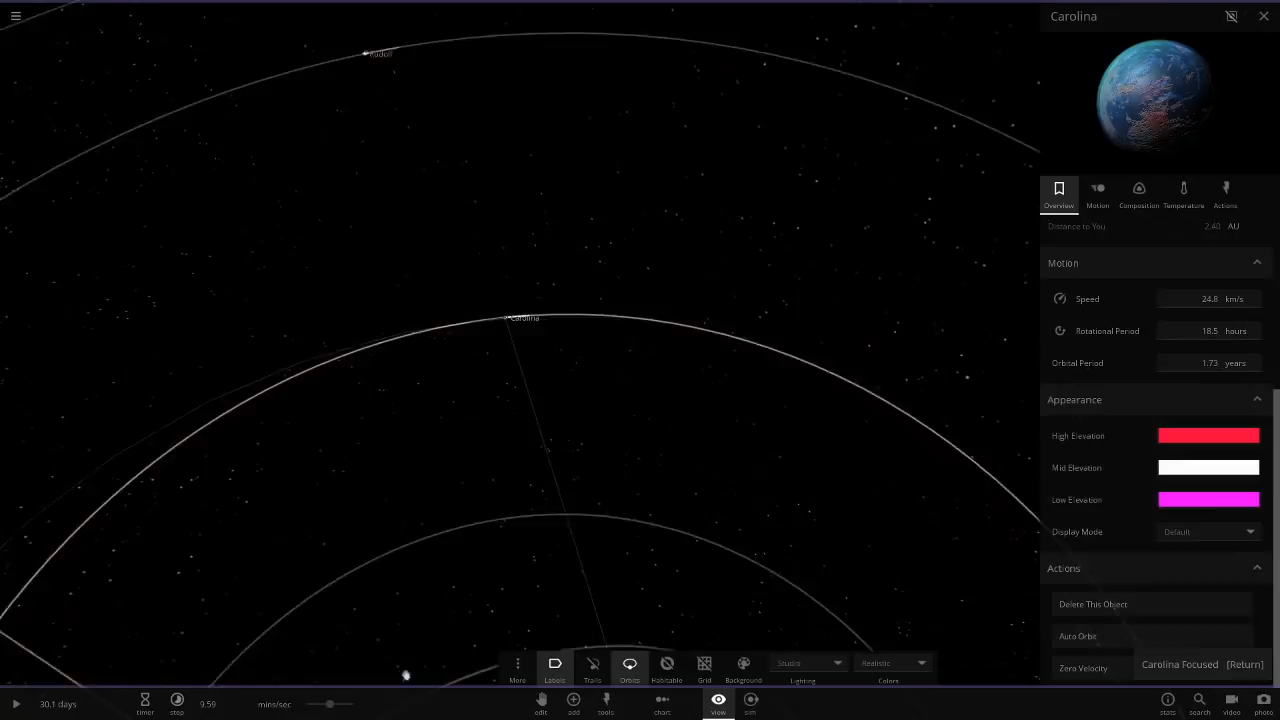 Carolina
Rudolf
Carolina
Overview
Motion
Composition
Temperature
Actions
Distance to You 2.40 AU
Motion
Speed 24.8 km/s
Rotational Period 18.5 hours
Orbital Period 1.73 years
Appearance
High Elevation
Mid Elevation
Low Elevation
Display Mode Default
Actions
Delete This Object
Auto Orbit
Zero Velocity
Carolina Focused [Return]
More
Labels
Trails
Orbits
Habitable
Grid
Background
Studio
Lighting
Realistic
Colors
30.1 days
timer
step
9.59 mins/sec
edit
add
tools
chart
view
sim
stats
search
video
photo